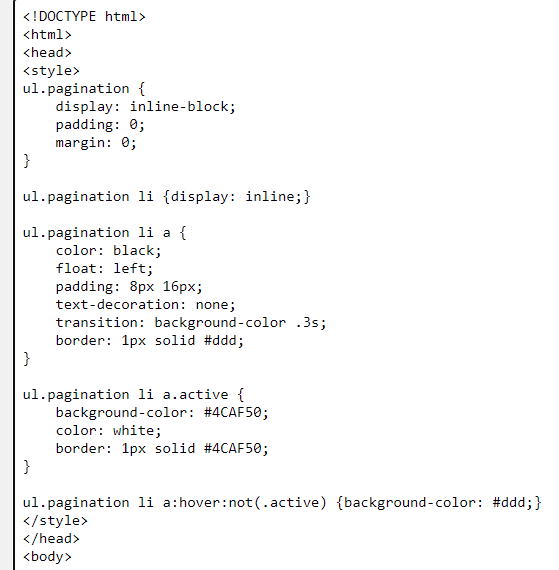 <!DOCTYPE html>
<html>
<head>
<style>
ul.pagination {
    display: inline-block;
    padding: 0;
    margin: 0;
}

ul.pagination li {display: inline;}

ul.pagination li a {
    color: black;
    float: left;
    padding: 8px 16px;
    text-decoration: none;
    transition: background-color .3s;
    border: 1px solid #ddd;
}

ul.pagination li a.active {
    background-color: #4CAF50;
    color: white;
    border: 1px solid #4CAF50;
}

ul.pagination li a:hover:not(.active) {background-color: #ddd;}
</style>
</head>
<body>